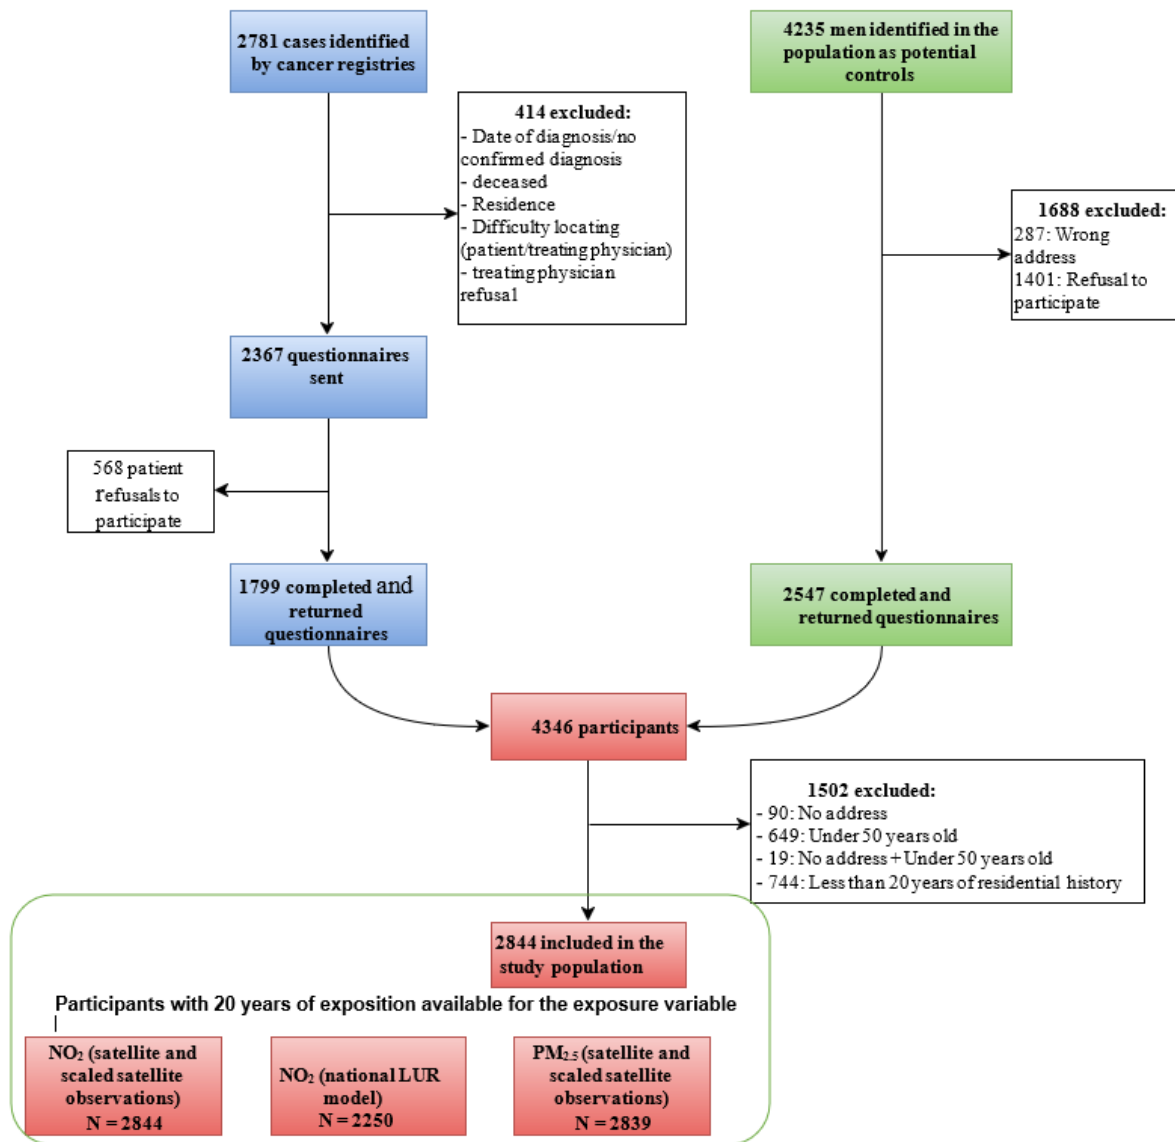 2781 cases identified
by cancer registries
4235 men identified in the
population as potential
controls
414 excluded:
- Date of diagnosis/no
confirmed diagnosis
- deceased
- Residence
- Difficulty locating
(patient/treating physician)
- treating physician
refusal
1688 excluded:
287: Wrong
address
1401: Refusal to
participate
2367 questionnaires
sent
568 patient
refusals to
participate
1799 completed and
returned
questionnaires
2547 completed and
returned questionnaires
4346 participants
1502 excluded:
- 90: No address
- 649: Under 50 years old
- 19: No address + Under 50 years old
- 744: Less than 20 years of residential history
2844 included in the
study population
Participants with 20 years of exposition available for the exposure variable
NO₂ (satellite and
scaled satellite
observations)
N = 2844
NO₂ (national LUR
model)
N = 2250
PM₂.₅ (satellite and
scaled satellite
observations)
N = 2839